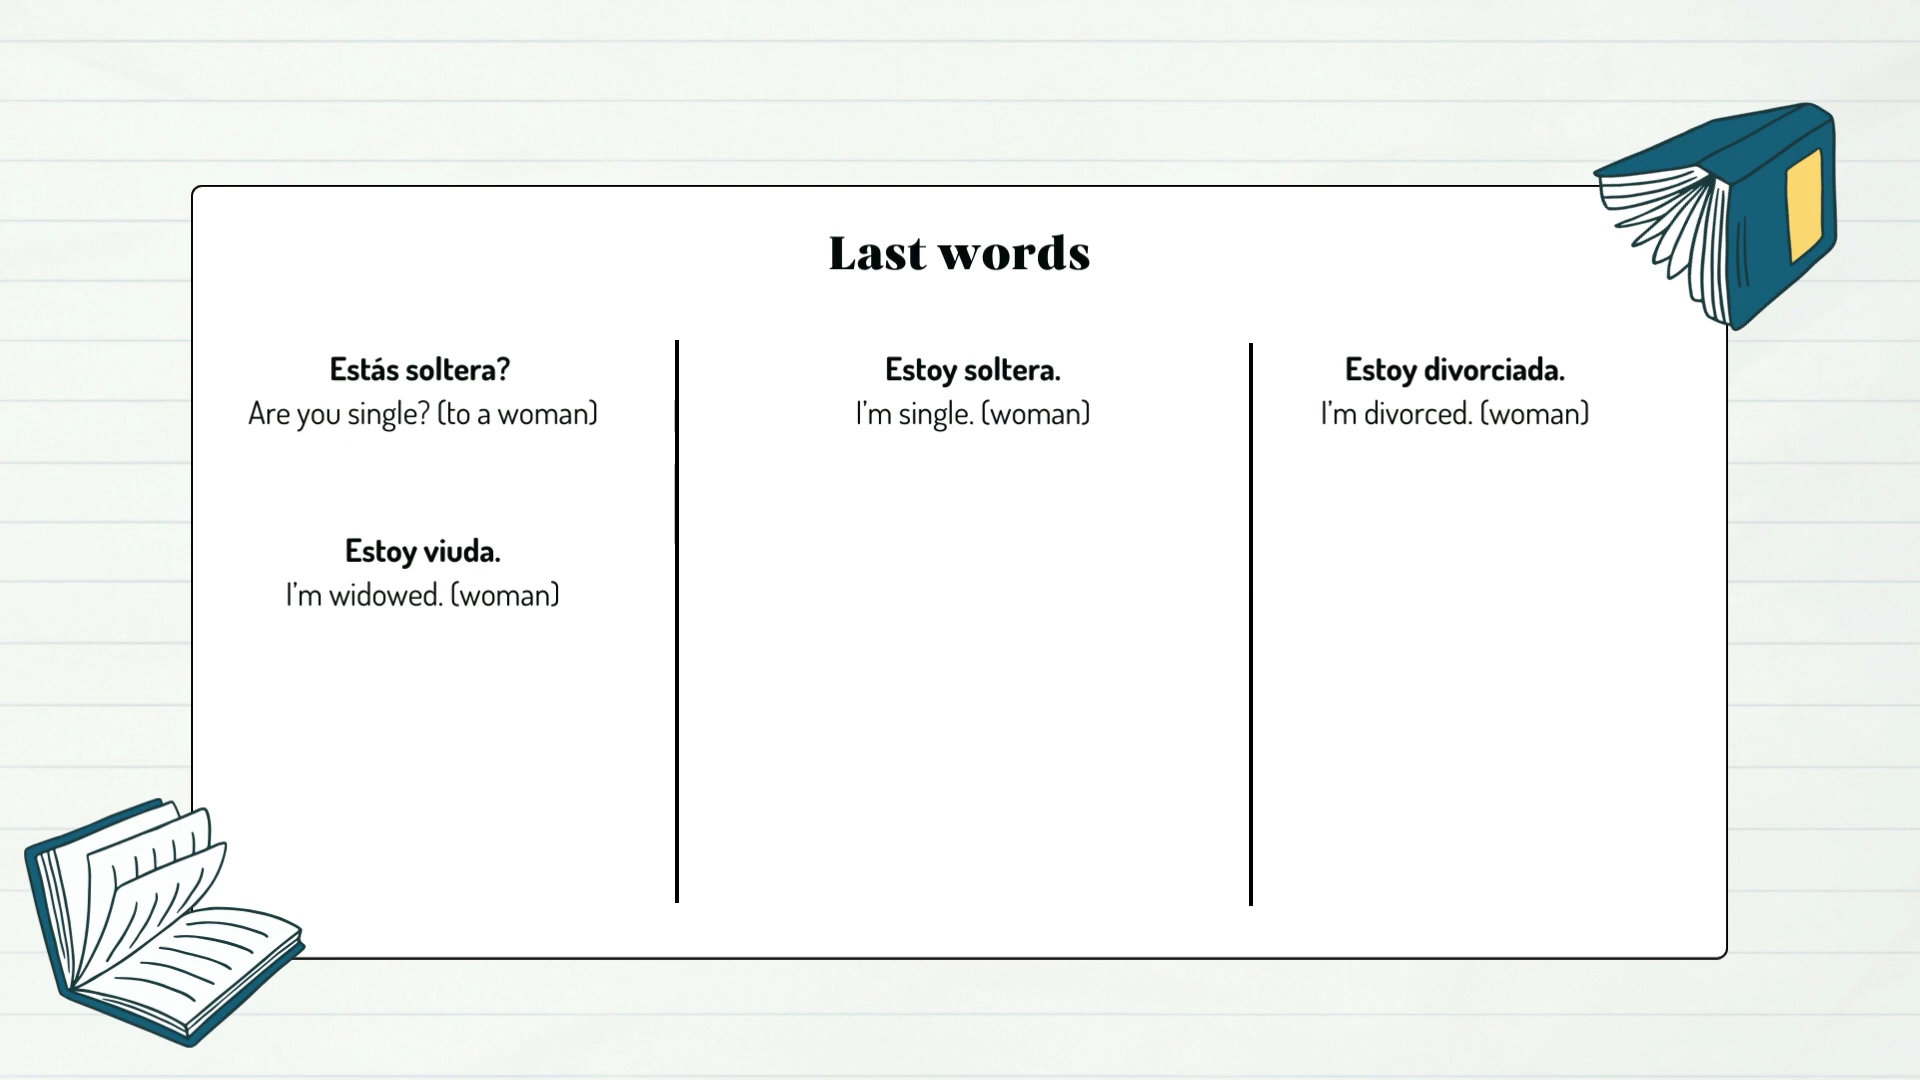 Last words
Estás soltera?
Are you single? (to a woman)
Estoy viuda.
I'm widowed. (woman)
Estoy soltera.
I'm single. (woman)
Estoy divorciada.
I'm divorced. (woman)